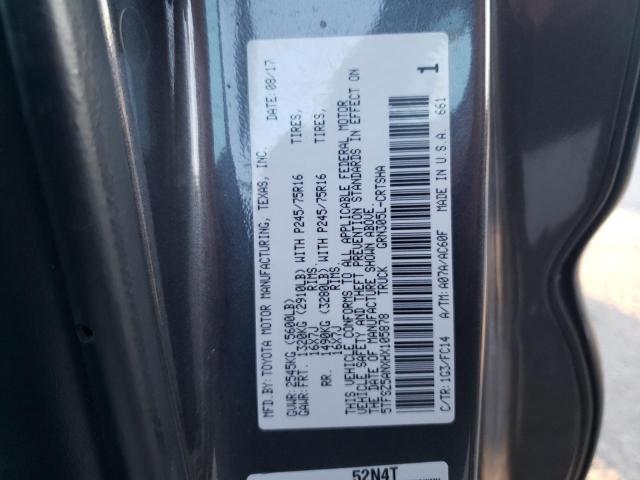 MFD.BY: TOYOTA MOTOR MANUFACTURING, TEXAS, INC. DATE: 08/17
GVWR: 2545KG (5600LB)
GAWR: FRT. 1320KG (2910LB) WITH P245/75R16 TIRES,
16X7J RIMS.
RR. 1490KG (3280LB) WITH P245/75R16 TIRES,
16X7J RIMS.
THIS VEHICLE CONFORMS TO ALL APPLICABLE FEDERAL MOTOR
VEHICLE SAFETY AND THEFT PREVENTION STANDARDS IN EFFECT ON
THE DATE OF MANUFACTURE SHOWN ABOVE.
5TFSZ5ANXHX105878 TRUCK GRN305L-CRTSHA 1
C/TR: 1G3/FC14 A/TM: A07A/AC60F MADE IN U.S.A. 661
52N4T